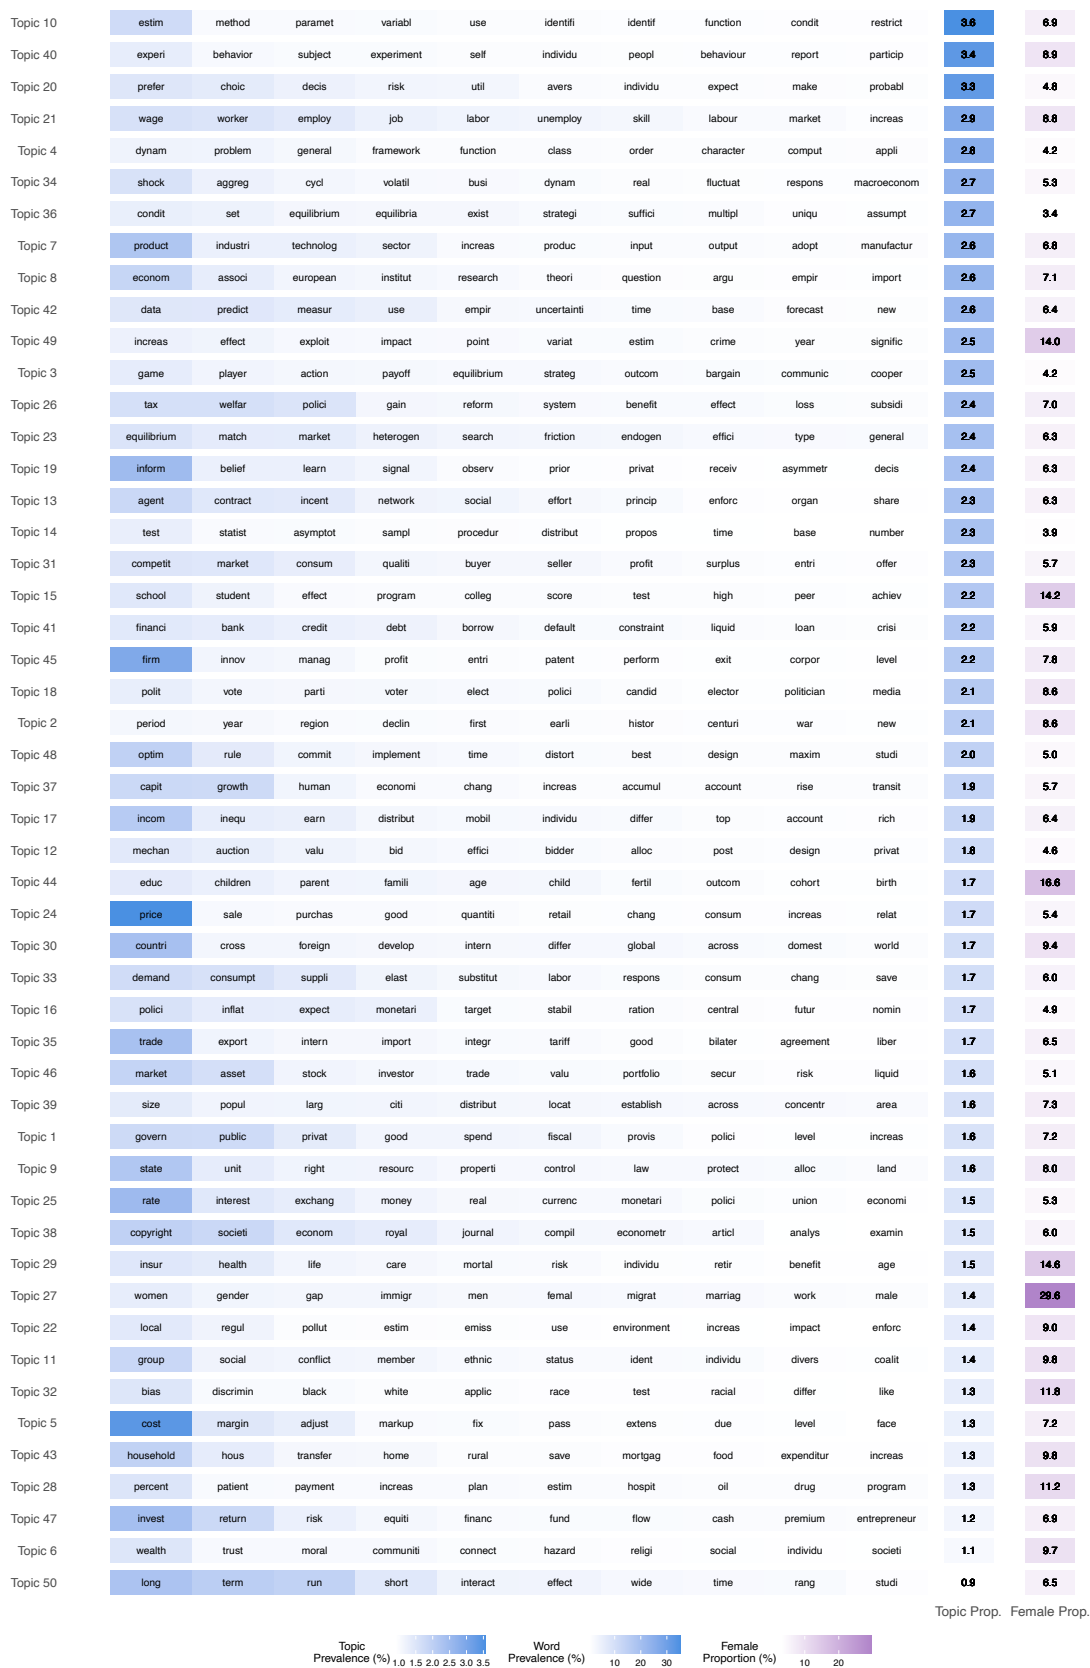 Topic 10 estim method paramet variabl use identifi identif function condit restrict 3.6 6.9
Topic 40 experi behavior subject experiment self individu peopl behaviour report particip 3.4 8.9
Topic 20 prefer choic decis risk util avers individu expect make probabl 3.3 4.8
Topic 21 wage worker employ job labor unemploy skill labour market increas 2.9 8.8
Topic 4 dynam problem general framework function class order character comput appli 2.8 4.2
Topic 34 shock aggreg cycl volatil busi dynam real fluctuat respons macroeconom 2.7 5.3
Topic 36 condit set equilibrium equilibria exist strategi suffici multipl uniqu assumpt 2.7 3.4
Topic 7 product industri technolog sector increas produc input output adopt manufactur 2.6 6.8
Topic 8 econom associ european institut research theori question argu empir import 2.6 7.1
Topic 42 data predict measur use empir uncertainti time base forecast new 2.6 6.4
Topic 49 increas effect exploit impact point variat estim crime year signific 2.5 14.0
Topic 3 game player action payoff equilibrium strateg outcom bargain communic cooper 2.5 4.2
Topic 26 tax welfar polici gain reform system benefit effect loss subsidi 2.4 7.0
Topic 23 equilibrium match market heterogen search friction endogen effici type general 2.4 6.3
Topic 19 inform belief learn signal observ prior privat receiv asymmetr decis 2.4 6.3
Topic 13 agent contract incent network social effort princip enforc organ share 2.3 6.3
Topic 14 test statist asymptot sampl procedur distribut propos time base number 2.3 3.9
Topic 31 competit market consum qualiti buyer seller profit surplus entri offer 2.3 5.7
Topic 15 school student effect program colleg score test high peer achiev 2.2 14.2
Topic 41 financi bank credit debt borrow default constraint liquid loan crisi 2.2 5.9
Topic 45 firm innov manag profit entri patent perform exit corpor level 2.2 7.8
Topic 18 polit vote parti voter elect polici candid elector politician media 2.1 8.6
Topic 2 period year region declin first earli histor centuri war new 2.1 8.6
Topic 48 optim rule commit implement time distort best design maxim studi 2.0 5.0
Topic 37 capit growth human economi chang increas accumul account rise transit 1.9 5.7
Topic 17 incom inequ earn distribut mobil individu differ top account rich 1.9 6.4
Topic 12 mechan auction valu bid effici bidder alloc post design privat 1.8 4.6
Topic 44 educ children parent famili age child fertil outcom cohort birth 1.7 16.6
Topic 24 price sale purchas good quantiti retail chang consum increas relat 1.7 5.4
Topic 30 countri cross foreign develop intern differ global across domest world 1.7 9.4
Topic 33 demand consumpt suppli elast substitut labor respons consum chang save 1.7 6.0
Topic 16 polici inflat expect monetari target stabil ration central futur nomin 1.7 4.9
Topic 35 trade export intern import integr tariff good bilater agreement liber 1.7 6.5
Topic 46 market asset stock investor trade valu portfolio secur risk liquid 1.6 5.1
Topic 39 size popul larg citi distribut locat establish across concentr area 1.6 7.3
Topic 1 govern public privat good spend fiscal provis polici level increas 1.6 7.2
Topic 9 state unit right resourc properti control law protect alloc land 1.6 8.0
Topic 25 rate interest exchang money real currenc monetari polici union economi 1.5 5.3
Topic 38 copyright societi econom royal journal compil econometr articl analys examin 1.5 6.0
Topic 29 insur health life care mortal risk individu retir benefit age 1.5 14.6
Topic 27 women gender gap immigr men femal migrat marriag work male 1.4 29.6
Topic 22 local regul pollut estim emiss use environment increas impact enforc 1.4 9.0
Topic 11 group social conflict member ethnic status ident individu divers coalit 1.4 9.8
Topic 32 bias discrimin black white applic race test racial differ like 1.3 11.8
Topic 5 cost margin adjust markup fix pass extens due level face 1.3 7.2
Topic 43 household hous transfer home rural save mortgag food expenditur increas 1.3 9.8
Topic 28 percent patient payment increas plan estim hospit oil drug program 1.3 11.2
Topic 47 invest return risk equiti financ fund flow cash premium entrepreneur 1.2 6.9
Topic 6 wealth trust moral communiti connect hazard religi social individu societi 1.1 9.7
Topic 50 long term run short interact effect wide time rang studi 0.9 6.5
Topic Prop. Female Prop.
Topic Prevalence (%) 1.0 1.5 2.0 2.5 3.0 3.5 Word Prevalence (%) 10 20 30 Female Proportion (%) 10 20